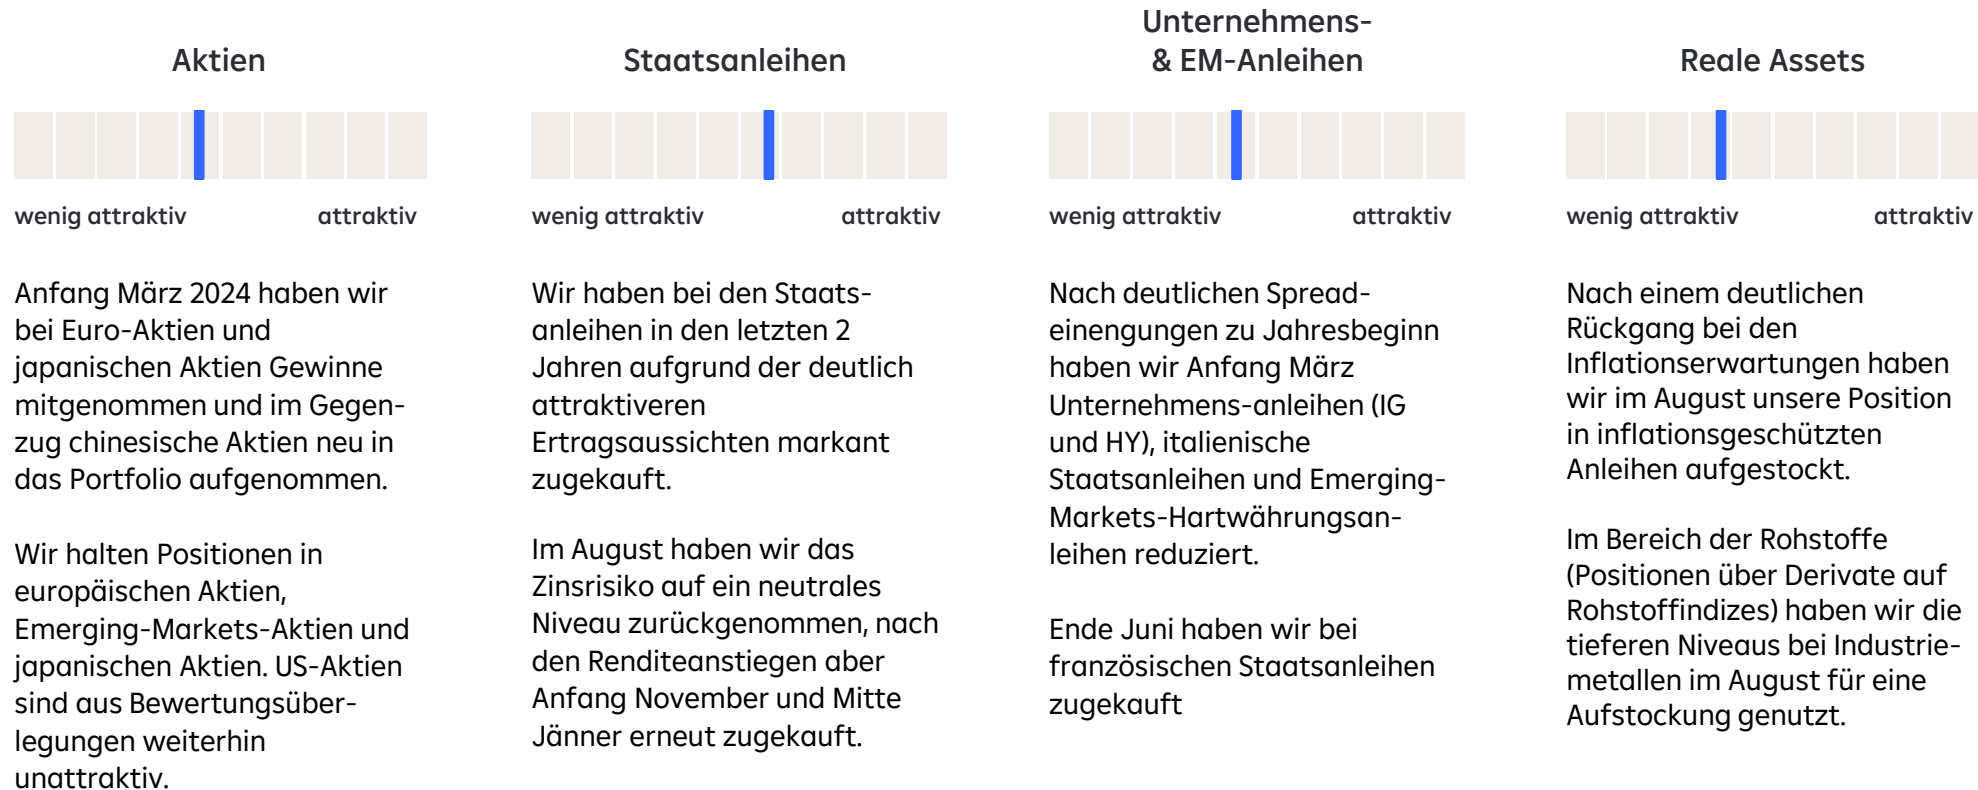 Aktien
wenig attraktiv attraktiv
Anfang März 2024 haben wir
bei Euro-Aktien und
japanischen Aktien Gewinne
mitgenommen und im Gegen-
zug chinesische Aktien neu in
das Portfolio aufgenommen.
Wir halten Positionen in
europäischen Aktien,
Emerging-Markets-Aktien und
japanischen Aktien. US-Aktien
sind aus Bewertungsüber-
legungen weiterhin
unattraktiv.
Staatsanleihen
wenig attraktiv attraktiv
Wir haben bei den Staats-
anleihen in den letzten 2
Jahren aufgrund der deutlich
attraktiveren
Ertragsaussichten markant
zugekauft.
Im August haben wir das
Zinsrisiko auf ein neutrales
Niveau zurückgenommen, nach
den Renditeanstiegen aber
Anfang November und Mitte
Jänner erneut zugekauft.
Unternehmens-
& EM-Anleihen
wenig attraktiv attraktiv
Nach deutlichen Spread-
einengungen zu Jahresbeginn
haben wir Anfang März
Unternehmens-anleihen (IG
und HY), italienische
Staatsanleihen und Emerging-
Markets-Hartwährungsan-
leihen reduziert.
Ende Juni haben wir bei
französischen Staatsanleihen
zugekauft
Reale Assets
wenig attraktiv attraktiv
Nach einem deutlichen
Rückgang bei den
Inflationserwartungen haben
wir im August unsere Position
in inflationsgeschützten
Anleihen aufgestockt.
Im Bereich der Rohstoffe
(Positionen über Derivate auf
Rohstoffindizes) haben wir die
tieferen Niveaus bei Industrie-
metallen im August für eine
Aufstockung genutzt.